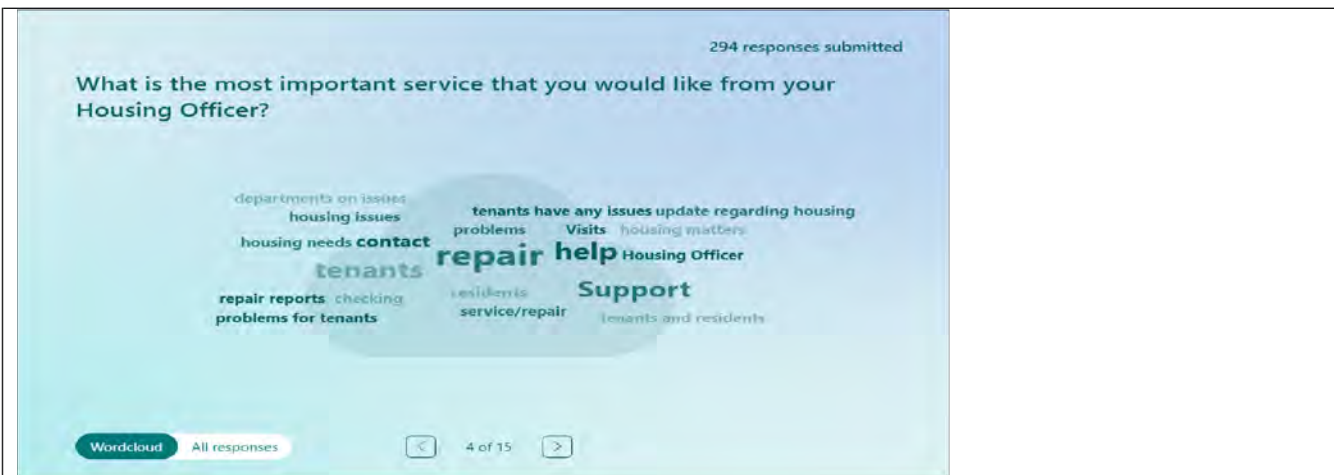 294 responses submitted
What is the most important service that you would like from your
Housing Officer?
departments on issues
housing issues
tenants have any issues update regarding housing
problems Visits housing matters
housing needs contact
repair help Housing Officer
tenants
repair reports checking residents Support
problems for tenants service/repair tenants and residents
Wordcloud All responses < 4 of 15 >